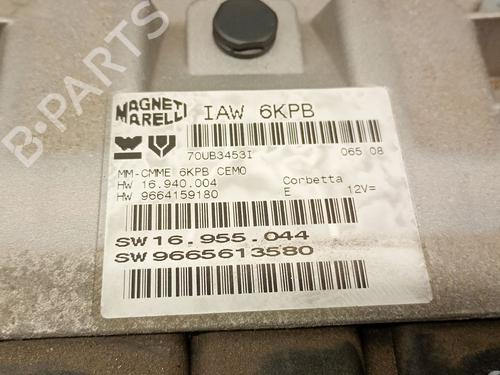 MAGNETI
MARELLI
IAW 6KPB
70UB3453I
065 08
MM-CMME 6KPB CEMO
HW 16.940.004
Corbetta
HW 9664159180
E
12V=
SW 16.955.044
SW 9665613580
B-PARTS